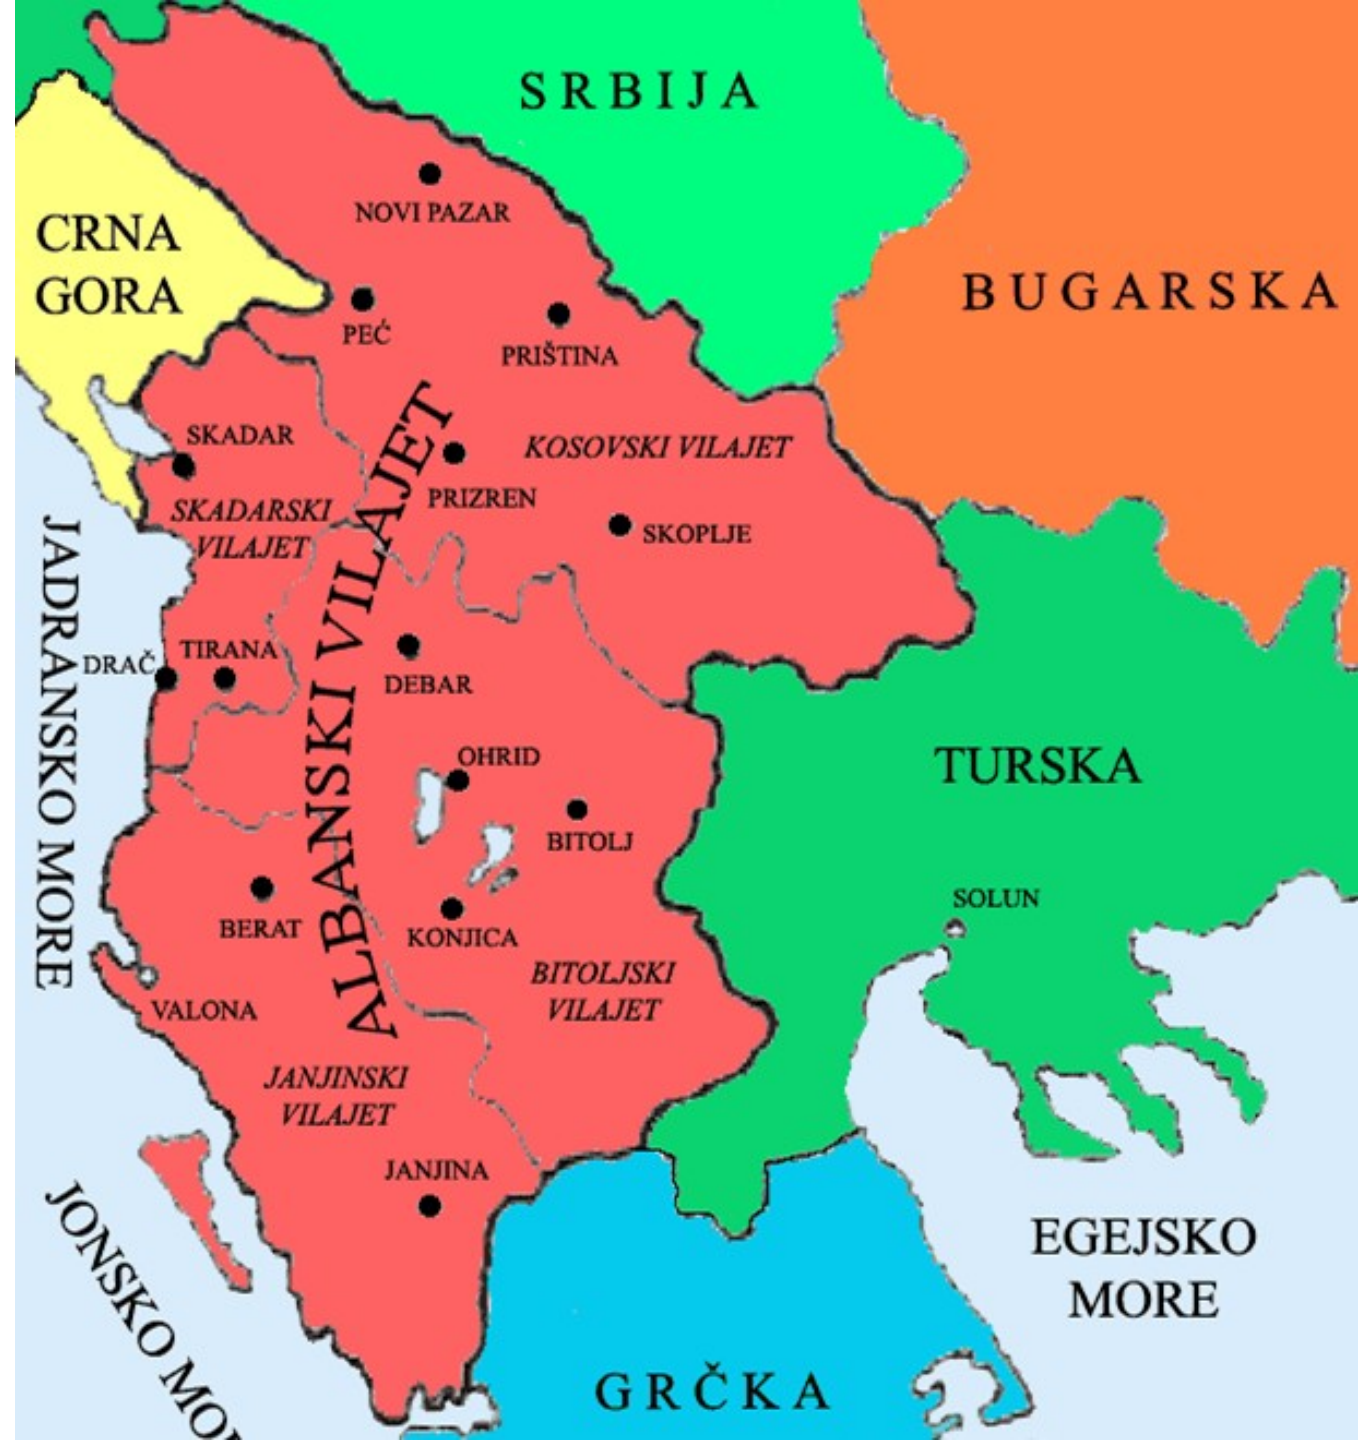 SRBIJA
NOVI PAZAR
CRNA
GORA
BUGARSKA
PEĆ
PRIŠTINA
SKADAR
KOSOVSKI VILAJET
PRIZREN
SKADARSKI
VILAJET
SKOPLJE
ALBANSKI VILAJET
JADRANSKO MORE
DRAČ
TIRANA
DEBAR
OHRID
TURSKA
BITOLJ
SOLUN
BERAT
KONJICA
BITOLJSKI
VILAJET
VALONA
JANJINSKI
VILAJET
JANJINA
JONSKO
EGEJSKO
MORE
GRČKA